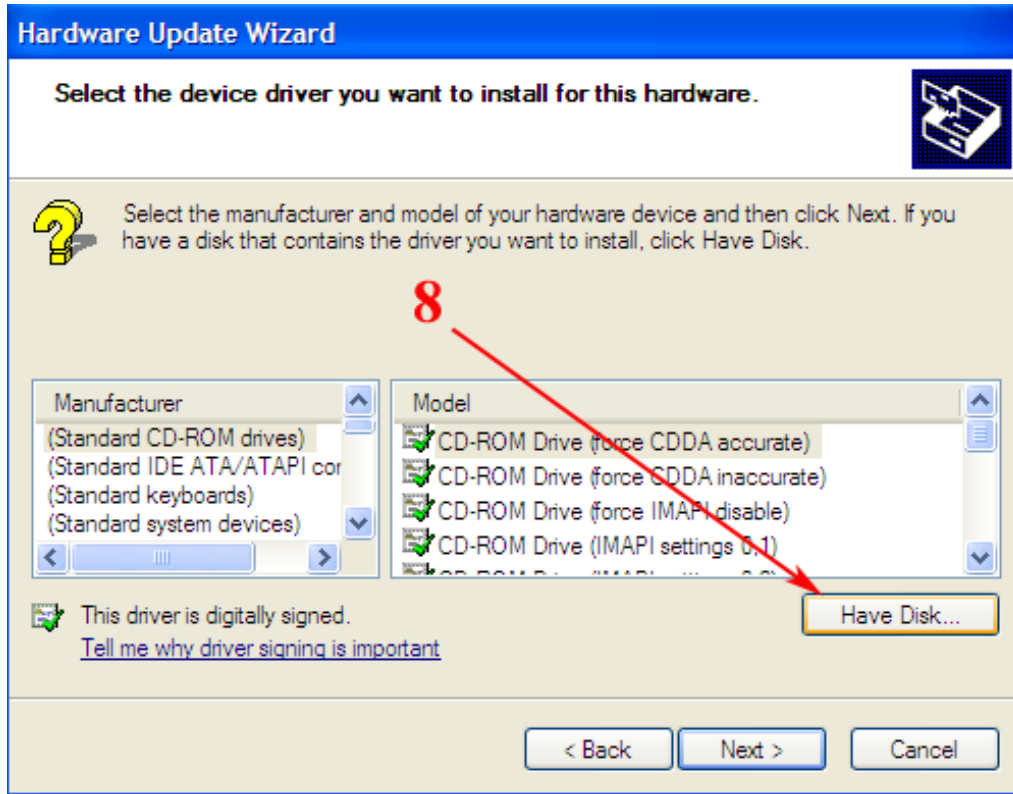 Hardware Update Wizard
Select the device driver you want to install for this hardware.
Select the manufacturer and model of your hardware device and then click Next. If you
have a disk that contains the driver you want to install, click Have Disk.
8
Manufacturer
(Standard CD-ROM drives)
(Standard IDE ATA/ATAPI cor
(Standard keyboards)
(Standard system devices)
Model
CD-ROM Drive (force CDDA accurate)
CD-ROM Drive (force CDDA inaccurate)
CD-ROM Drive (force IMAPI disable)
CD-ROM Drive (IMAPI settings 0,1)
This driver is digitally signed.
Tell me why driver signing is important
Have Disk...
< Back
Next >
Cancel